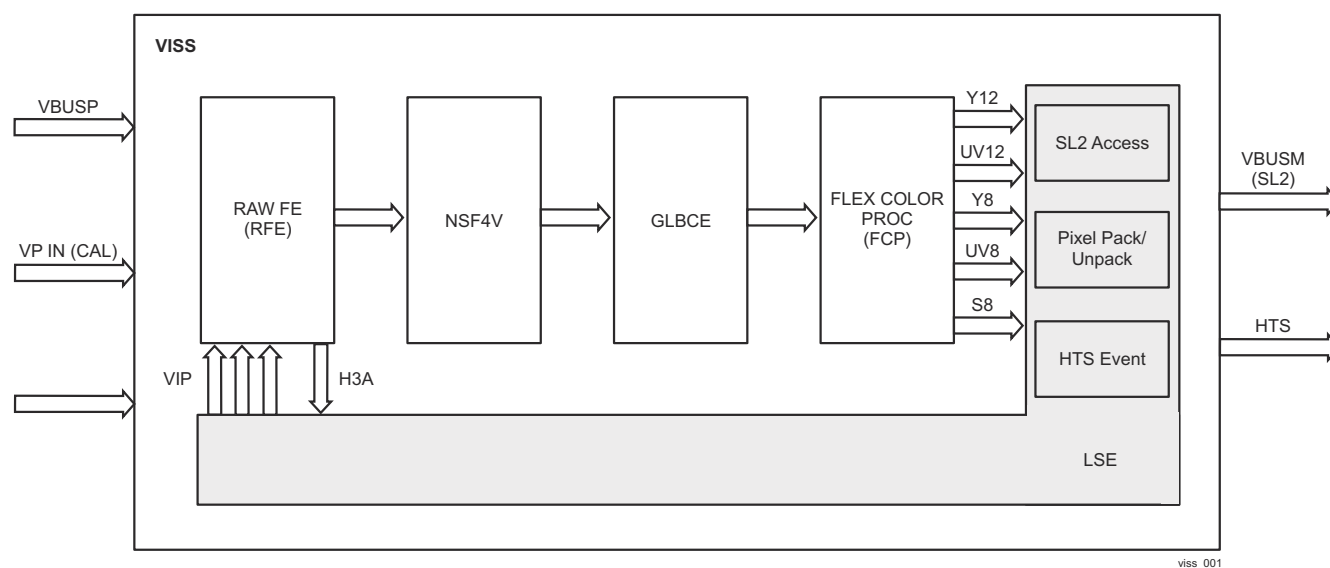 VISS
VBUSP
VP IN (CAL)
RAW FE
(RFE)
NSF4V
GLBCE
FLEX COLOR
PROC
(FCP)
Y12
UV12
Y8
UV8
S8
SL2 Access
Pixel Pack/
Unpack
HTS Event
VBUSM
(SL2)
HTS
VIP
H3A
LSE
viss_001